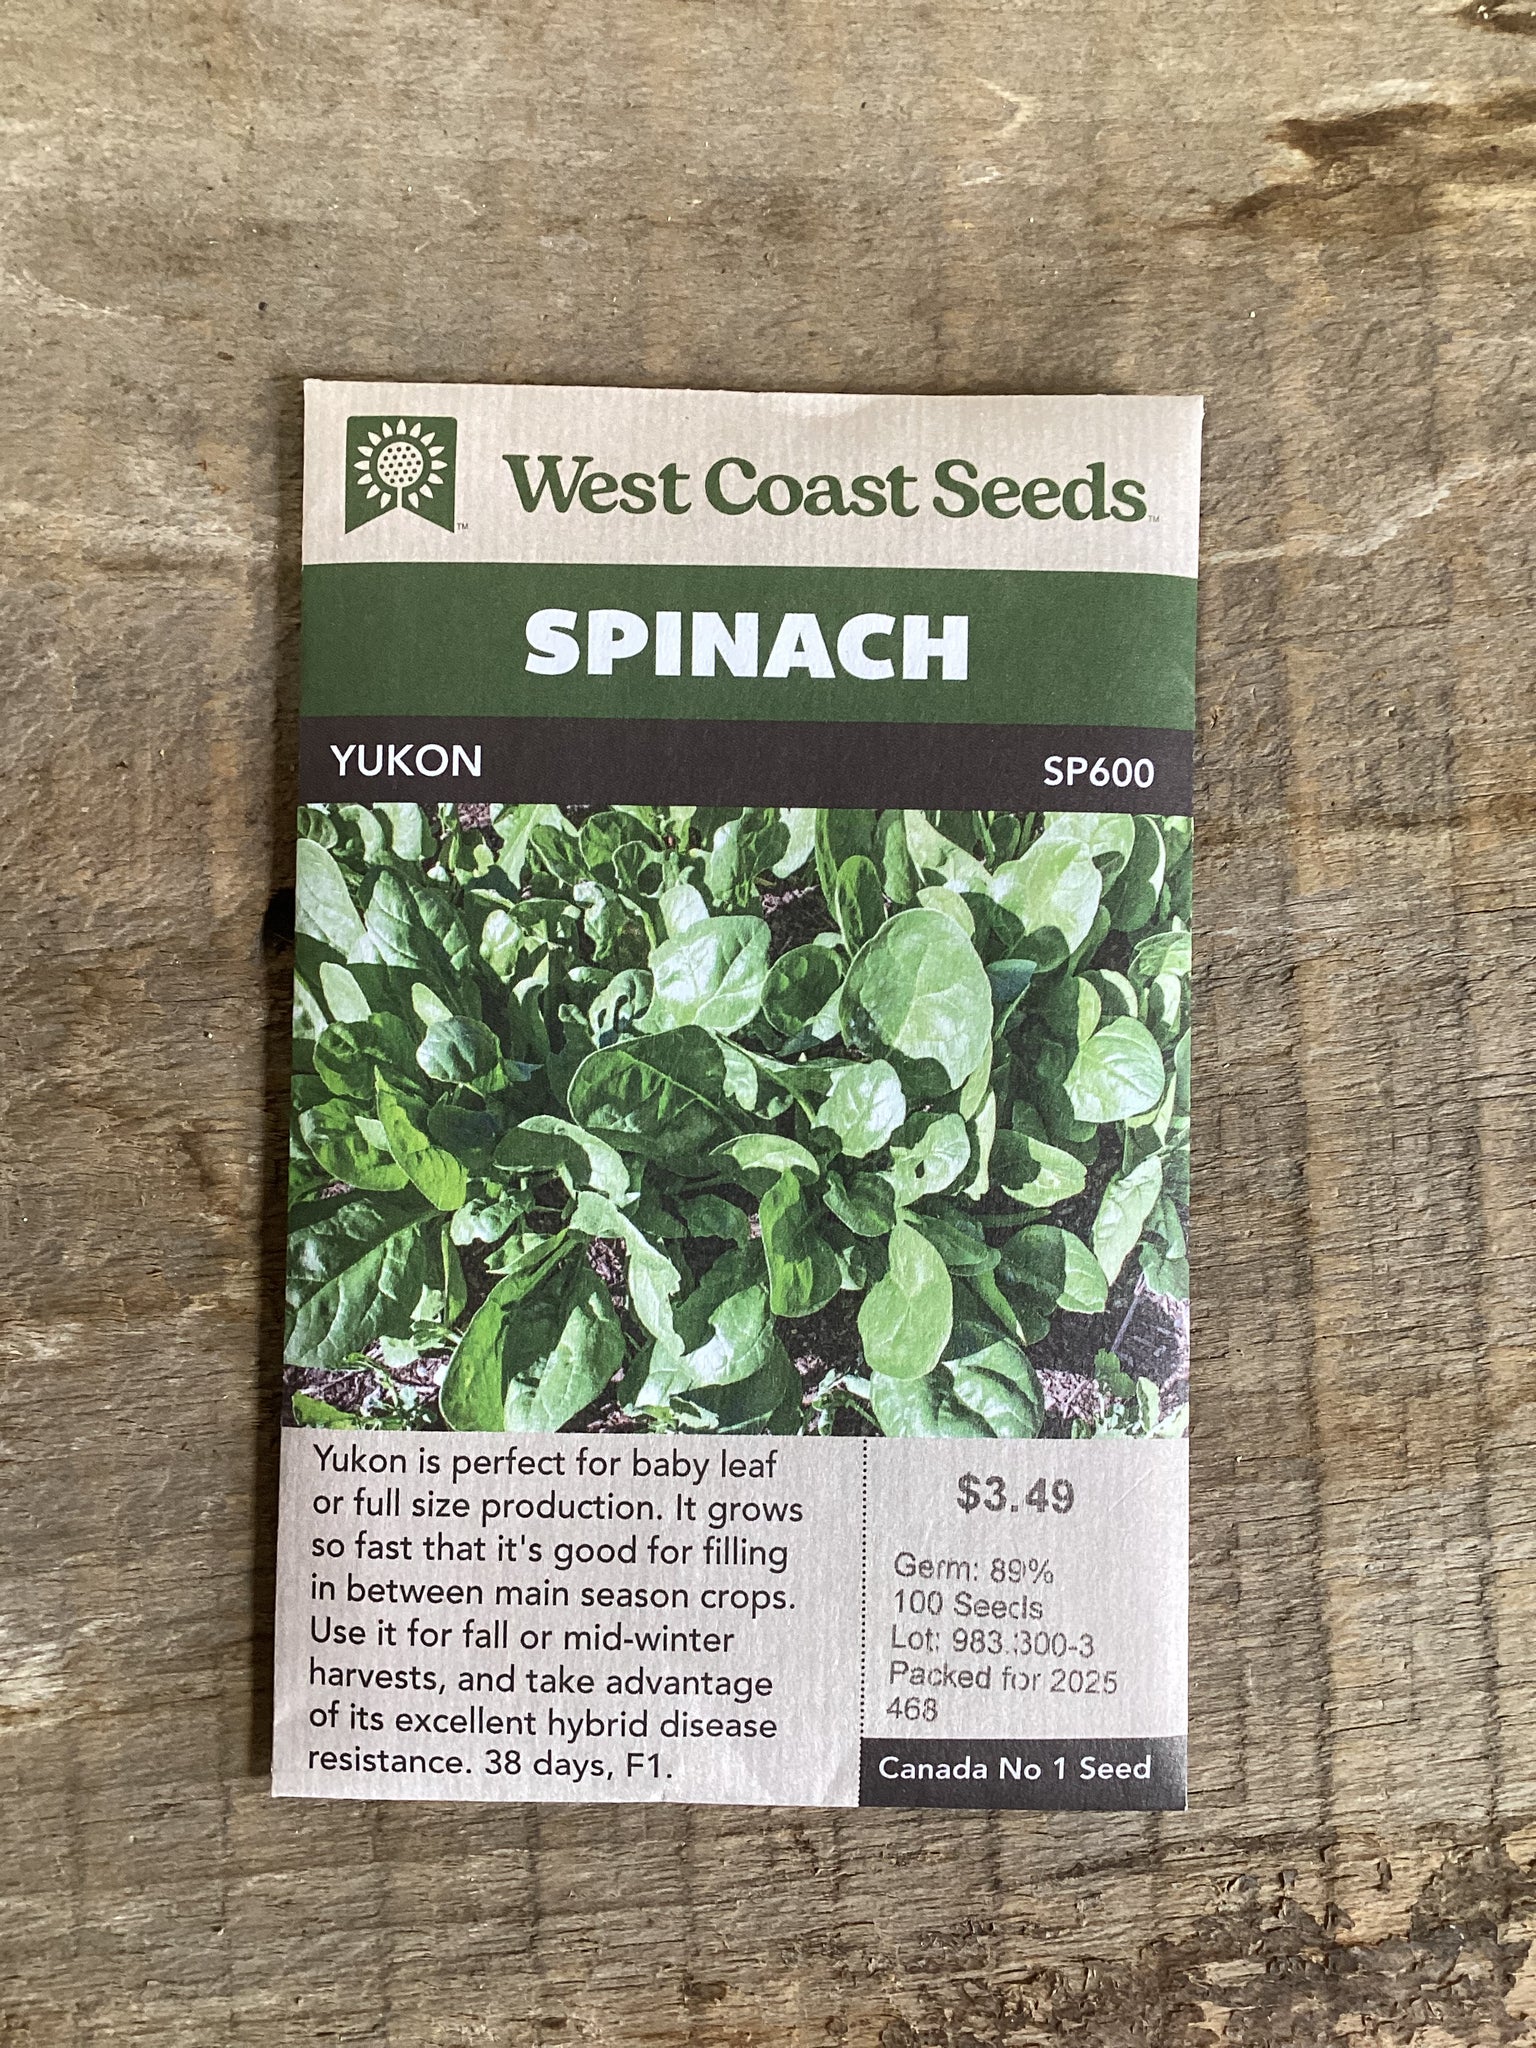 West Coast Seeds™
SPINACH
YUKON
SP600
Yukon is perfect for baby leaf
or full size production. It grows
so fast that it's good for filling
in between main season crops.
Use it for fall or mid-winter
harvests, and take advantage
of its excellent hybrid disease
resistance. 38 days, F1.
$3.49
Germ: 89%
100 Seeds
Lot:
Packed for 2025
468
Canada No 1 Seed